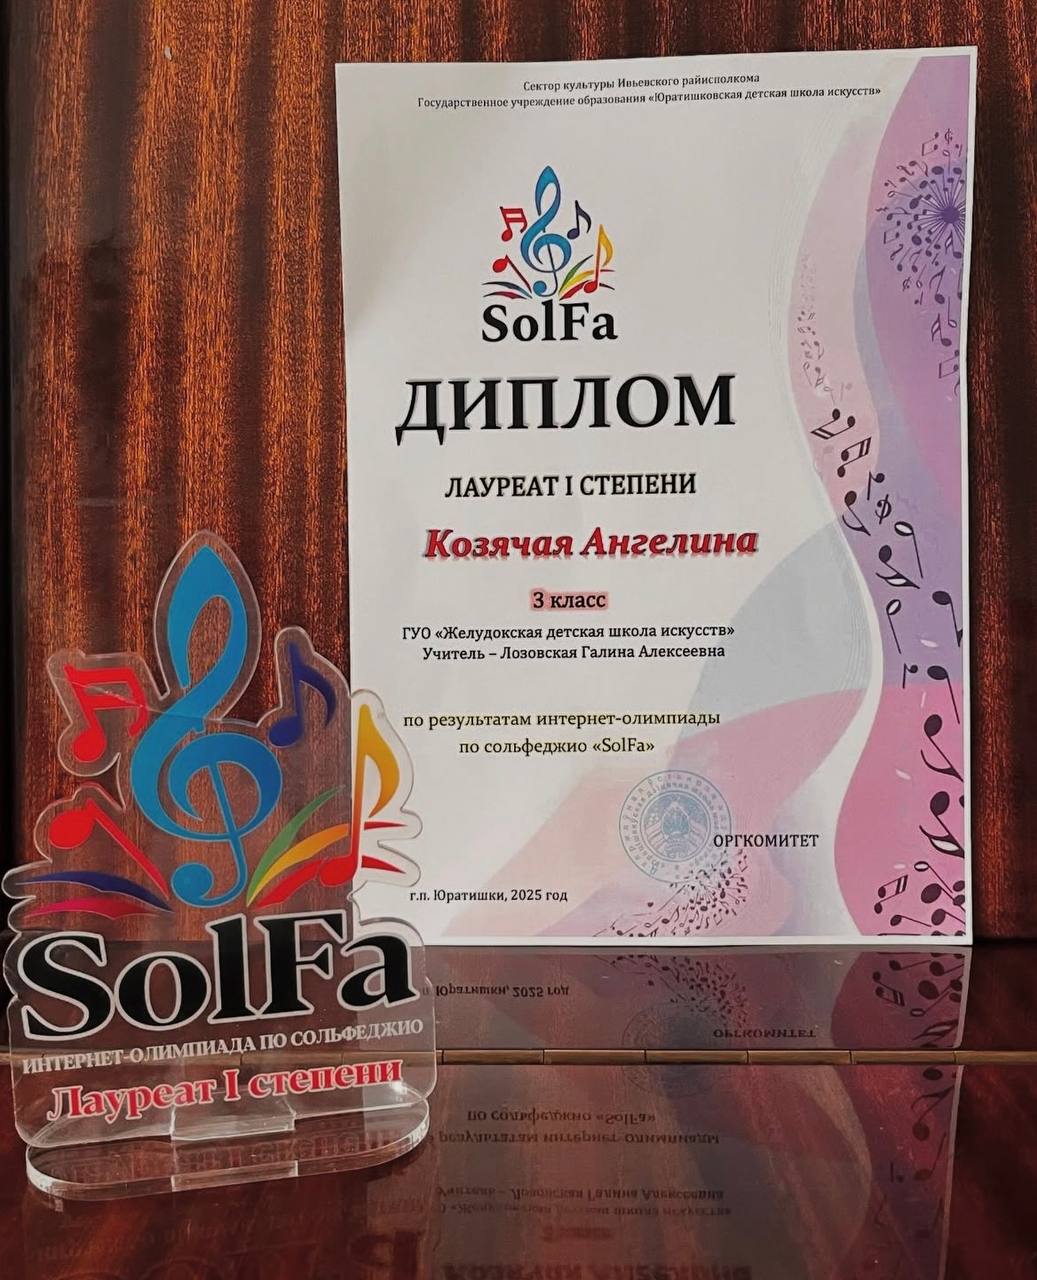 Сектор культуры Ивьевского райисполкома
Государственное учреждение образования «Юратишковская детская школа искусств»
SolFa
ДИПЛОМ
ЛАУРЕАТ I СТЕПЕНИ
Козячая Ангелина
3 класс
ГУО «Желудокская детская школа искусств»
Учитель – Лозовская Галина Алексеевна
по результатам интернет-олимпиады
по сольфеджио «SolFa»
ОРГКОМИТЕТ
г.п. Юратишки, 2025 год
SolFa
ИНТЕРНЕТ-ОЛИМПИАДА ПО СОЛЬФЕДЖИО
Лауреат I степени